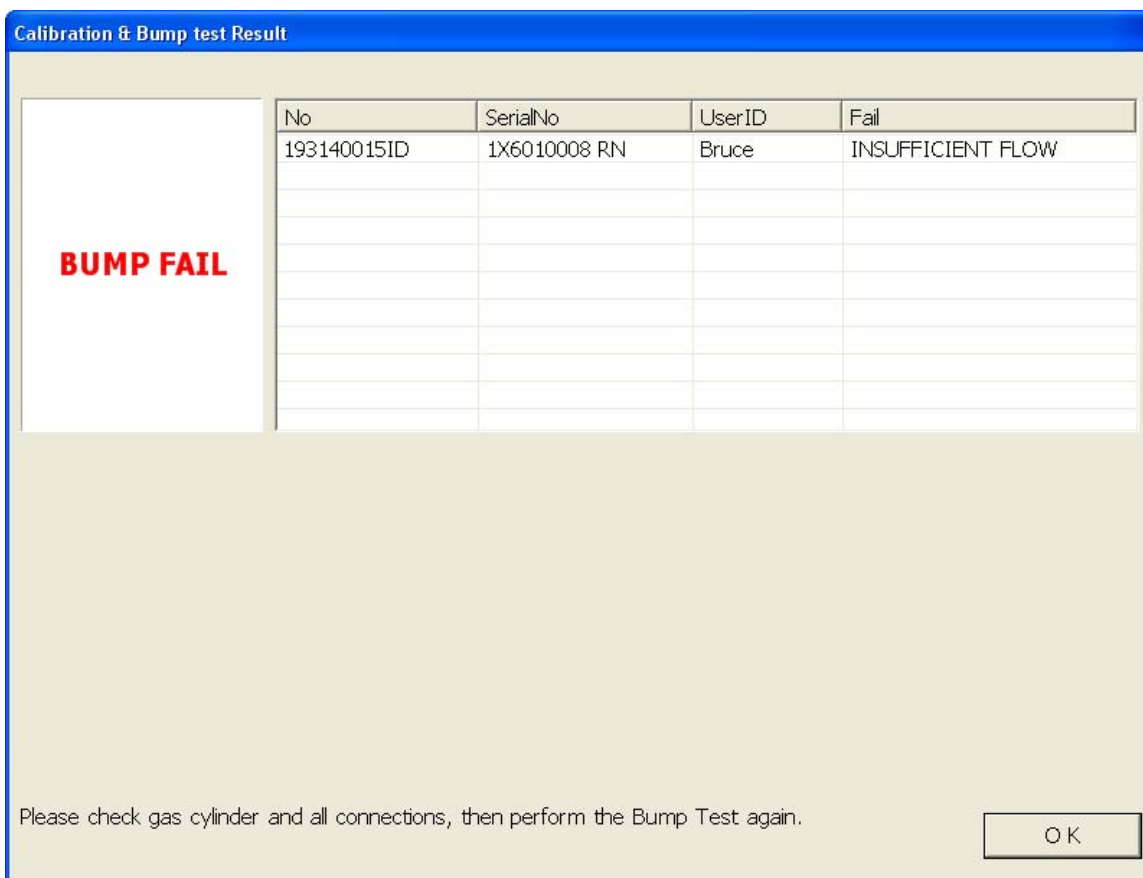 Calibration & Bump test Result
No SerialNo UserID Fail
193140015ID 1X6010008 RN Bruce INSUFFICIENT FLOW
BUMP FAIL
Please check gas cylinder and all connections, then perform the Bump Test again.
O K